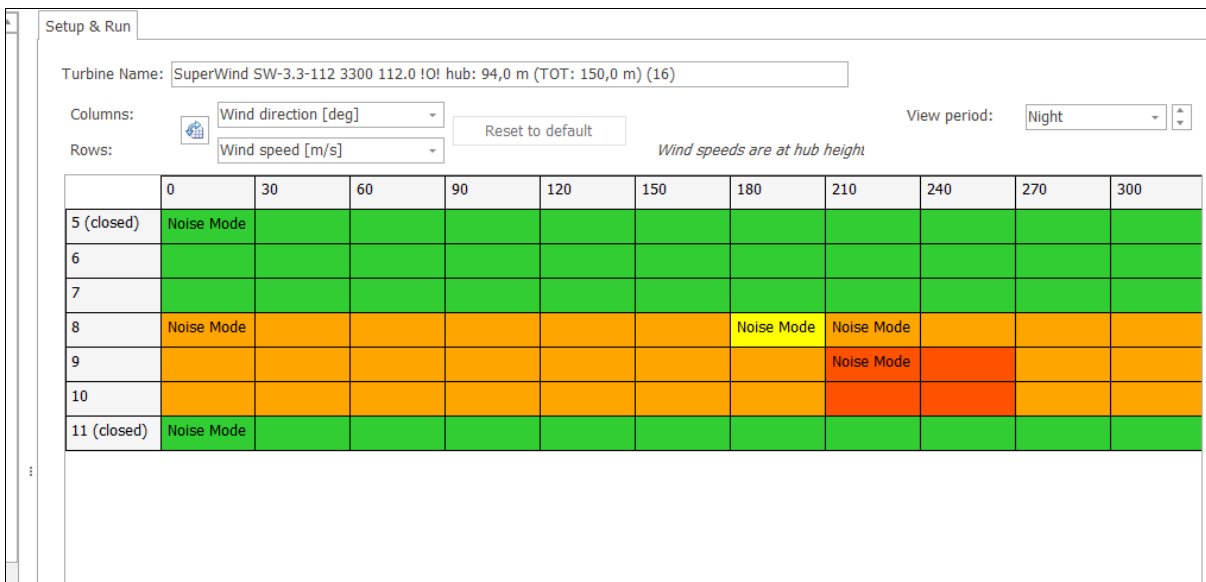 Setup & Run
Turbine Name: SuperWind SW-3.3-112 3300 112.0 !O! hub: 94,0 m (TOT: 150,0 m) (16)
Columns: Wind direction [deg] Reset to default View period: Night
Rows: Wind speed [m/s] Wind speeds are at hub height
0 30 60 90 120 150 180 210 240 270 300
5 (closed) Noise Mode
6
7
8 Noise Mode Noise Mode Noise Mode
9 Noise Mode
10
11 (closed) Noise Mode